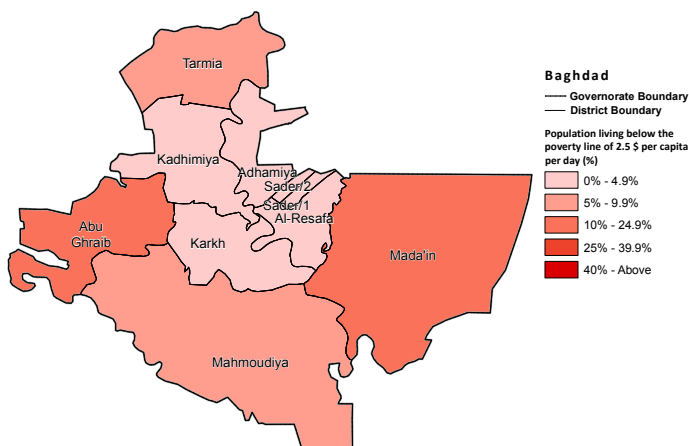 Tarmia
Kadhimiya
Adhamiya
Sader/2
Sader/1
Al-Resafa
Abu
Ghraib
Karkh
Mada'in
Mahmoudiya
Baghdad
Governorate Boundary
District Boundary
Population living below the
poverty line of 2.5 $ per capita
per day (%)
0% - 4.9%
5% - 9.9%
10% - 24.9%
25% - 39.9%
40% - Above